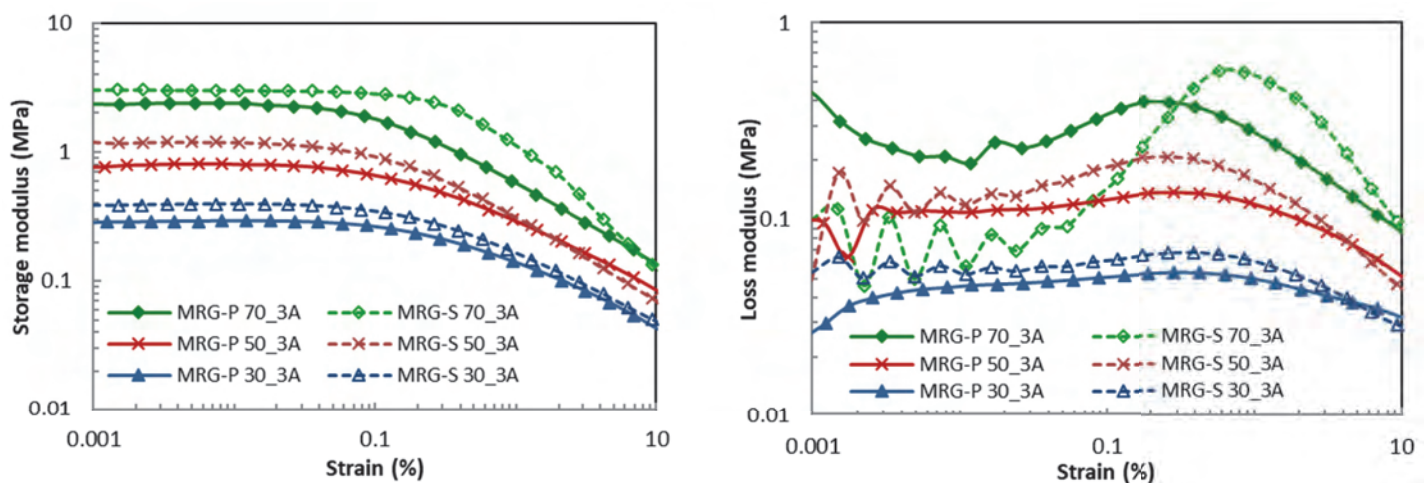 10
1
0.1
0.01
Storage modulus (MPa)
MRG-P 70_3A MRG-S 70_3A
MRG-P 50_3A MRG-S 50_3A
MRG-P 30_3A MRG-S 30_3A
0.001 0.1 10
Strain (%)
1
0.1
0.01
Loss modulus (MPa)
MRG-P 70_3A MRG-S 70_3A
MRG-P 50_3A MRG-S 50_3A
MRG-P 30_3A MRG-S 30_3A
0.001 0.1 10
Strain (%)